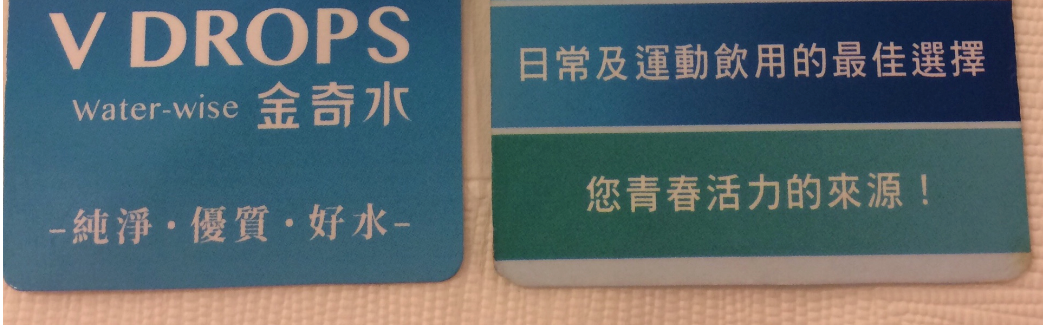 V DROPS
Water-wise 金奇水
-純淨·優質·好水-
日常及運動飲用的最佳選擇
您青春活力的來源！